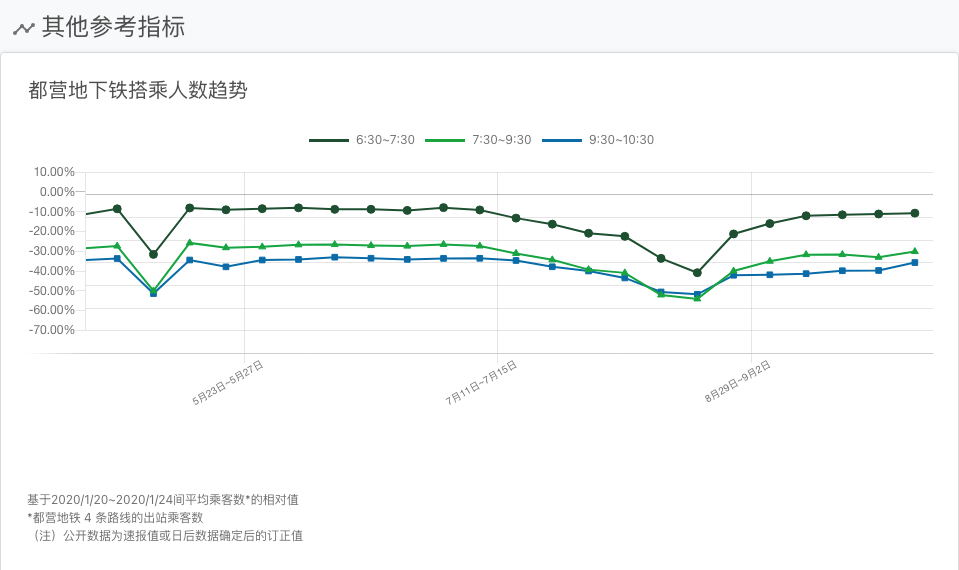 其他参考指标
都营地下铁搭乘人数趋势
6:30~7:30 7:30~9:30 9:30~10:30
10.00%
0.00%
-10.00%
-20.00%
-30.00%
-40.00%
-50.00%
-60.00%
-70.00%
5月23日~5月27日 7月11日~7月15日 8月29日~9月2日
基于2020/1/20~2020/1/24间平均乘客数*的相对值
*都营地铁 4 条路线的出站乘客数
（注）公开数据为速报值或日后数据确定后的订正值